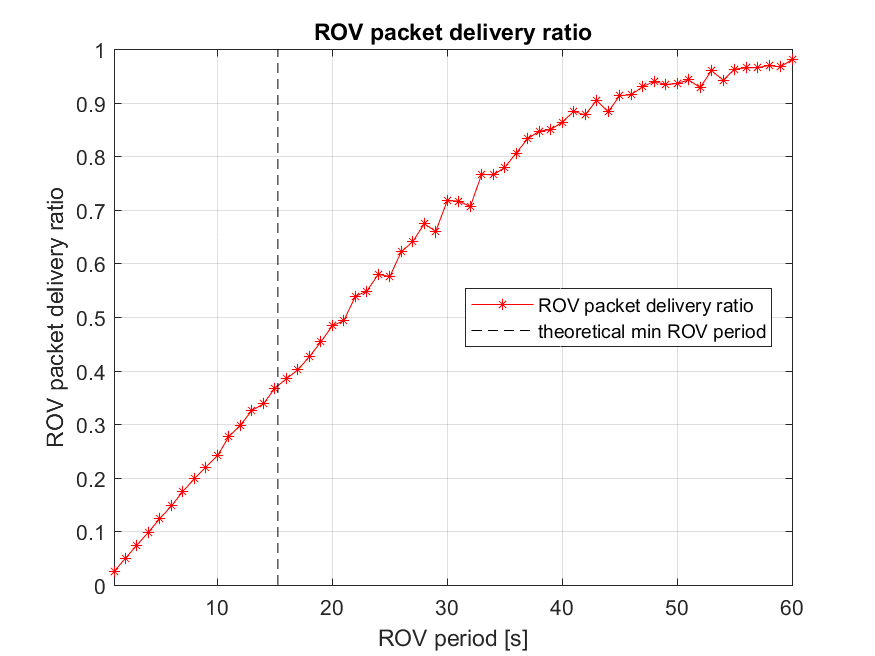 ROV packet delivery ratio
1
0.9
0.8
0.7
0.6
0.5
0.4
0.3
0.2
0.1
0
ROV packet delivery ratio
ROV packet delivery ratio
theoretical min ROV period
10 20 30 40 50 60
ROV period [s]